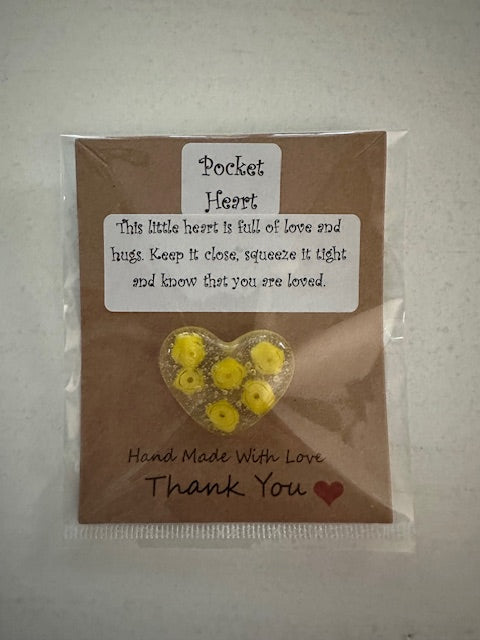 Pocket
Heart
This little heart is full of love and
hugs. Keep it close, squeeze it tight
and know that you are loved.
Hand Made With Love
Thank You